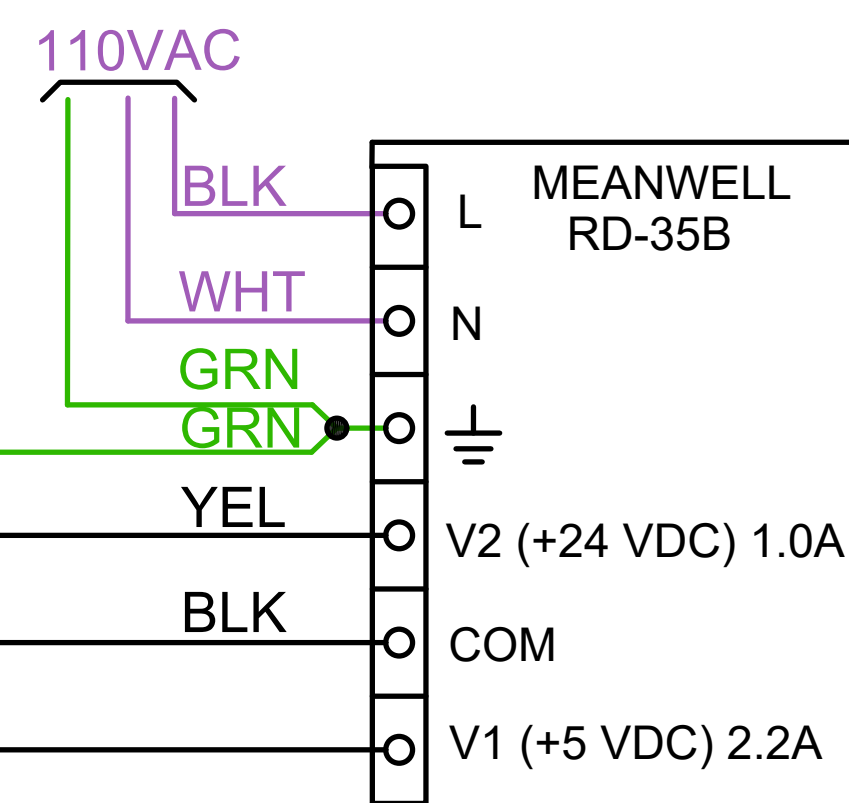 110VAC
BLK
L
MEANWELL
RD-35B
WHT
N
GRN
GRN
YEL
V2 (+24 VDC) 1.0A
BLK
COM
V1 (+5 VDC) 2.2A